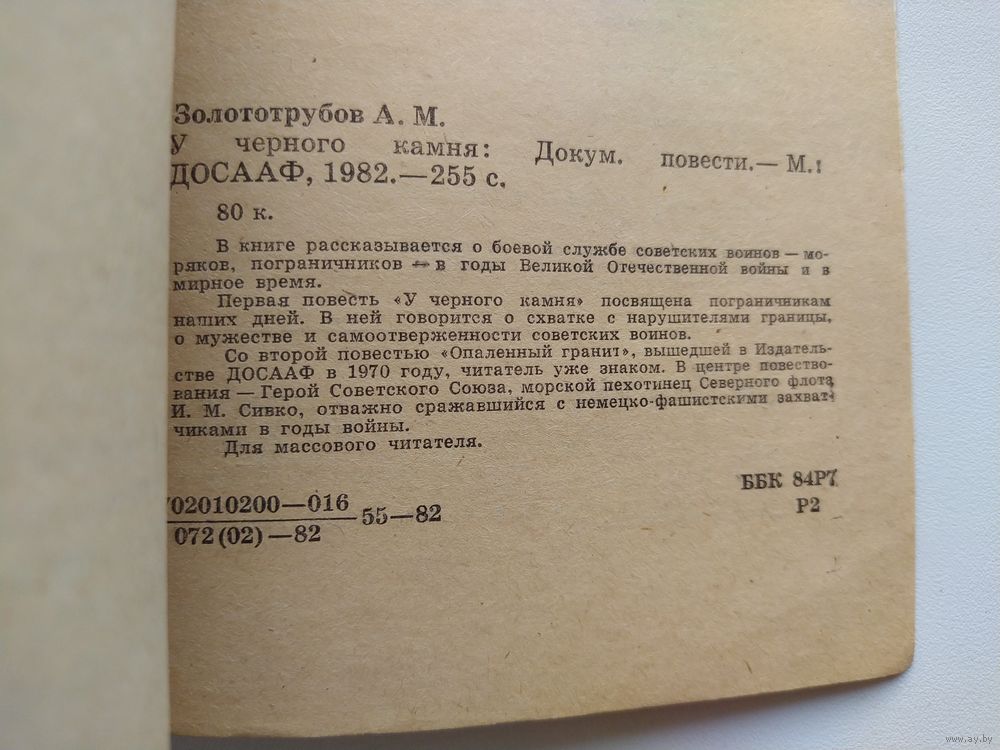 Золототрубов А. М.
У черного камня: Докум. повести.— М.:
ДОСААФ, 1982.—255 с.
80 к.
В книге рассказывается о боевой службе советских воинов — мо-
ряков, пограничников — в годы Великой Отечественной войны и в
мирное время.
Первая повесть «У черного камня» посвящена пограничникам
наших дней. В ней говорится о схватке с нарушителями границы,
о мужестве и самоотверженности советских воинов.
Со второй повестью «Опаленный гранит», вышедшей в Издатель-
стве ДОСААФ в 1970 году, читатель уже знаком. В центре повество-
вания — Герой Советского Союза, морской пехотинец Северного флота
И. М. Сивко, отважно сражавшийся с немецко-фашистскими захват-
чиками в годы войны.
Для массового читателя.
ББК 84Р7
Р2
02010200—016
072(02)—82
55—82
www.ay.by